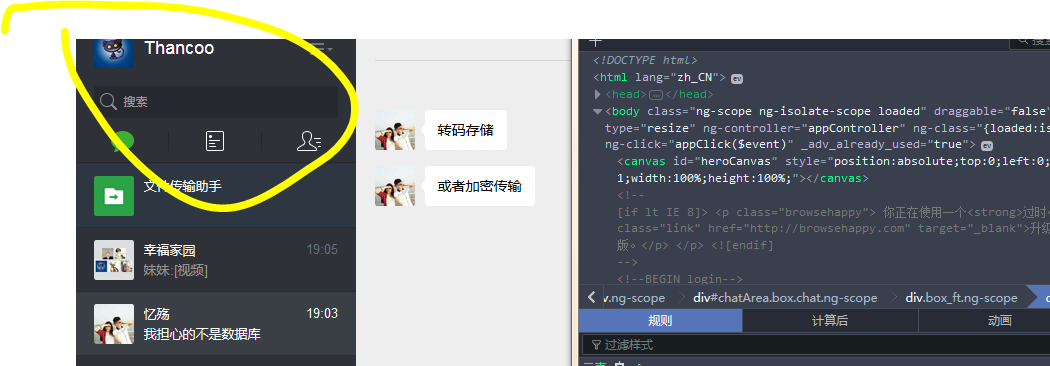 Thancoo
搜索
文件传输助手
幸福家园 19:05
妹妹:[视频]
忆殇 19:03
我担心的不是数据库
转码存储
或者加密传输
<!DOCTYPE html>
<html lang="zh_CN"> ev
<head>…</head>
<body class="ng-scope ng-isolate-scope loaded" draggable="false"
type="resize" ng-controller="appController" ng-class="{loaded:is
ng-click="appClick($event)" _adv_already_used="true"> ev
<canvas id="heroCanvas" style="position:absolute;top:0;left:0;
1;width:100%;height:100%;"></canvas>
<!--
[if lt IE 8]> <p class="browsehappy"> 你正在使用一个<strong>过时
class="link" href="http://browsehappy.com" target="_blank">升级
版。</p> </p> <![endif]
-->
<!--BEGIN login-->
v.ng-scope div#chatArea.box.chat.ng-scope div.box_ft.ng-scope
规则 计算后 动画
过滤样式